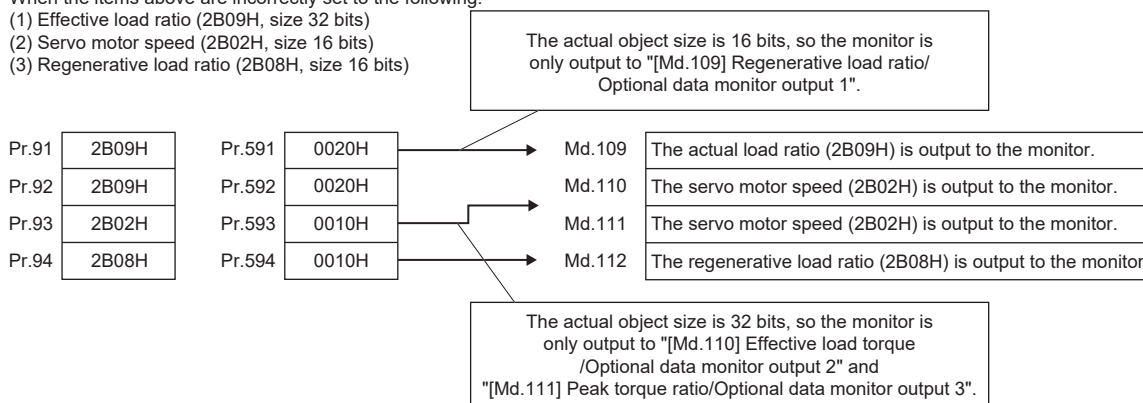 When the items above are incorrectly set to the following:
(1) Effective load ratio (2B09H, size 32 bits)
(2) Servo motor speed (2B02H, size 16 bits)
(3) Regenerative load ratio (2B08H, size 16 bits)
The actual object size is 16 bits, so the monitor is
only output to "[Md.109] Regenerative load ratio/
Optional data monitor output 1".
Pr.91 2B09H Pr.591 0020H Md.109 The actual load ratio (2B09H) is output to the monitor.
Pr.92 2B09H Pr.592 0020H Md.110 The servo motor speed (2B02H) is output to the monitor.
Pr.93 2B02H Pr.593 0010H Md.111 The servo motor speed (2B02H) is output to the monitor.
Pr.94 2B08H Pr.594 0010H Md.112 The regenerative load ratio (2B08H) is output to the monitor
The actual object size is 32 bits, so the monitor is
only output to "[Md.110] Effective load torque
/Optional data monitor output 2" and
"[Md.111] Peak torque ratio/Optional data monitor output 3".